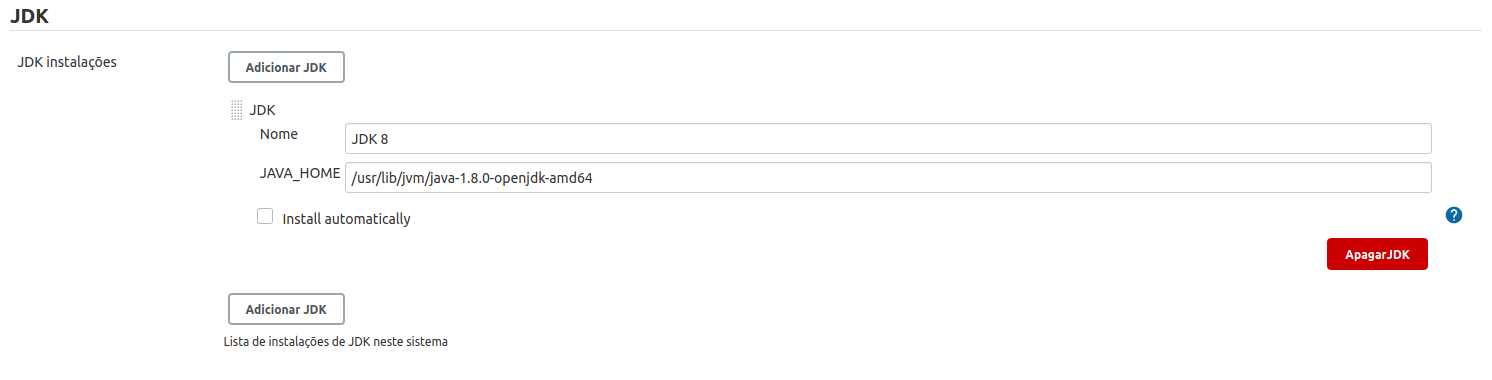 JDK
JDK instalações
Adicionar JDK
JDK
Nome
JDK 8
JAVA_HOME
/usr/lib/jvm/java-1.8.0-openjdk-amd64
Install automatically
?
ApagarJDK
Adicionar JDK
Lista de instalações de JDK neste sistema